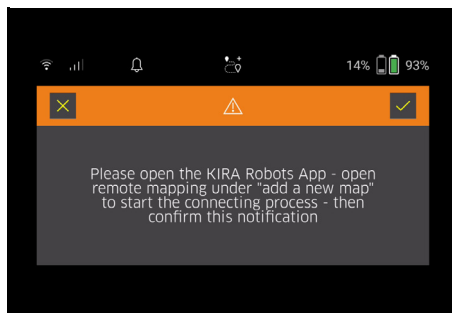 14% 93%
Please open the KIRA Robots App - open
remote mapping under "add a new map"
to start the connecting process - then
confirm this notification